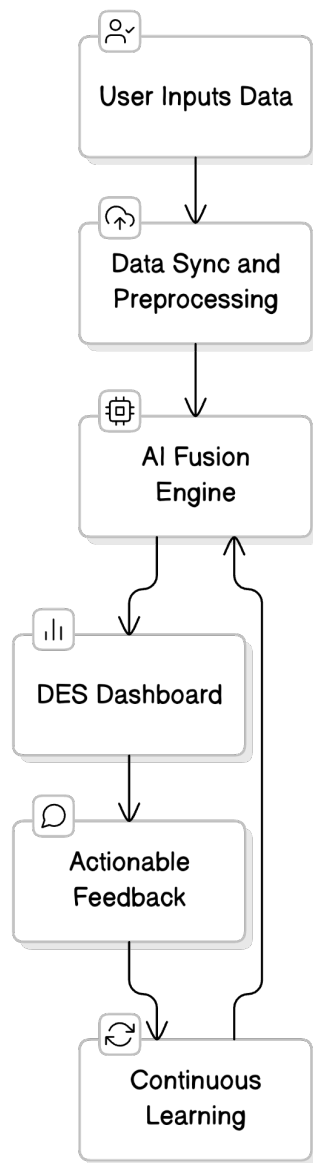 User Inputs Data
Data Sync and
Preprocessing
AI Fusion
Engine
DES Dashboard
Actionable
Feedback
Continuous
Learning